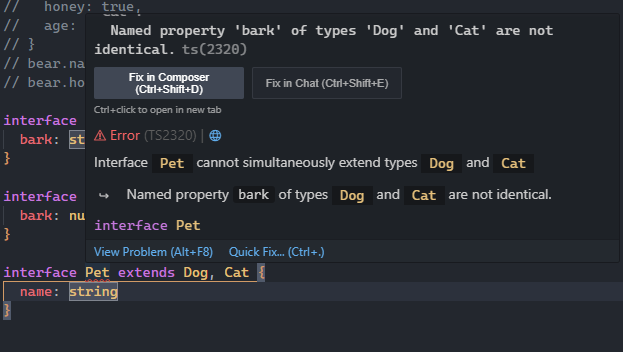 //   honey: true,
//   age:
// }
// bear.na
// bear.ho
interface
bark: st
}
interface
bark: nu
}
interface Pet extends Dog, Cat {
name: string
}
Named property 'bark' of types 'Dog' and 'Cat' are not
identical. ts(2320)
Fix in Composer
(Ctrl+Shift+D)
Fix in Chat (Ctrl+Shift+E)
Ctrl+click to open in new tab
Error (TS2320) |
Interface Pet cannot simultaneously extend types Dog and Cat
↪ Named property bark of types Dog and Cat are not identical.
interface Pet
View Problem (Alt+F8) Quick Fix... (Ctrl+.)